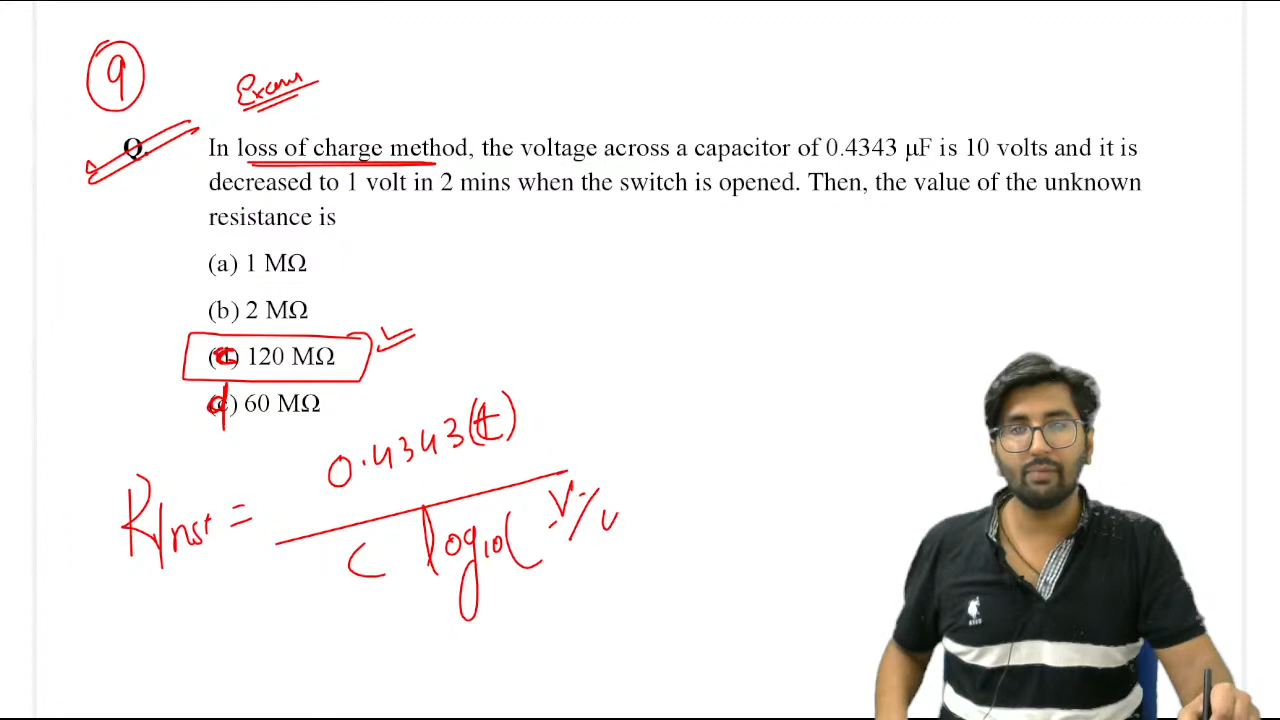 9
Exam
Q. In loss of charge method, the voltage across a capacitor of 0.4343 μF is 10 volts and it is
decreased to 1 volt in 2 mins when the switch is opened. Then, the value of the unknown
resistance is
(a) 1 MΩ
(b) 2 MΩ
(c) 120 MΩ
(d) 60 MΩ
0.4343(t)
RInst =
C log10( V/v